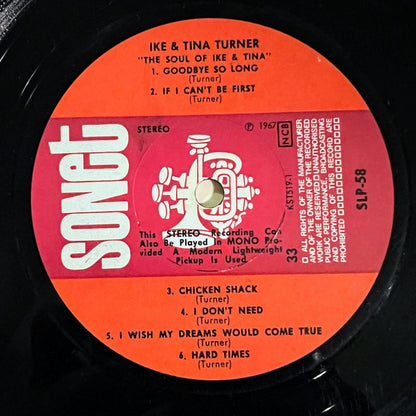 IKE & TINA TURNER
"THE SOUL OF IKE & TINA"
1. GOODBYE SO LONG
(Turner)
2. IF I CAN'T BE FIRST
(Turner)
SONET
STEREO
℗ 1967
NCB
KST519-1
This STEREO Recording Can
Also Be Played In MONO Pro-
vided A Modern Lightweight
Pickup Is Used
33
SLP-58
ALL RIGHTS OF THE MANUFACTURER
AND OF THE OWNER OF THE RECORDED
WORK ARE RESERVED UNAUTHORISED
PUBLIC PERFORMANCE, BROADCASTING
AND COPYING OF THIS RECORD ARE
PROHIBITED
3. CHICKEN SHACK
(Turner)
4. I DON'T NEED
(Turner)
5. I WISH MY DREAMS WOULD COME TRUE
(Turner)
6. HARD TIMES
(Turner)